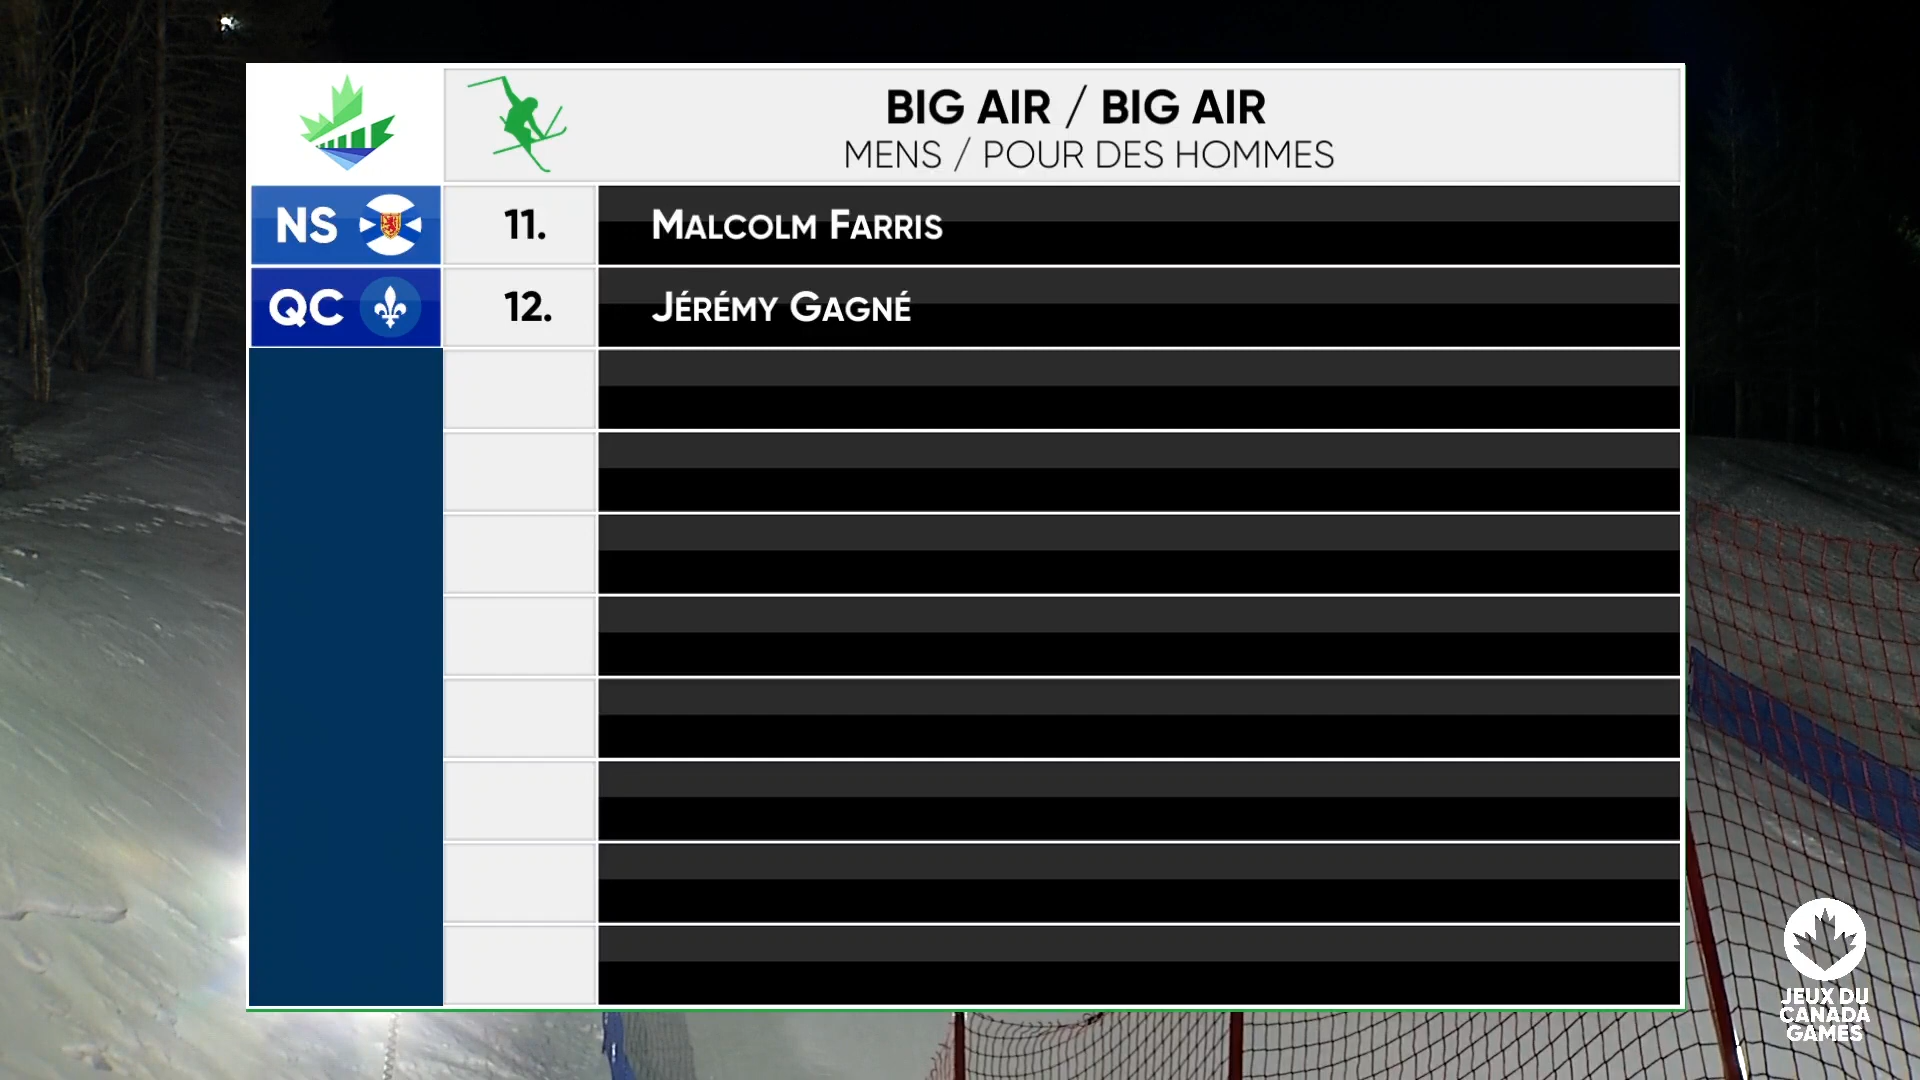 BIG AIR / BIG AIR
MENS / POUR DES HOMMES
NS 11. MALCOLM FARRIS
QC 12. JÉRÉMY GAGNÉ
JEUX DU
CANADA
GAMES